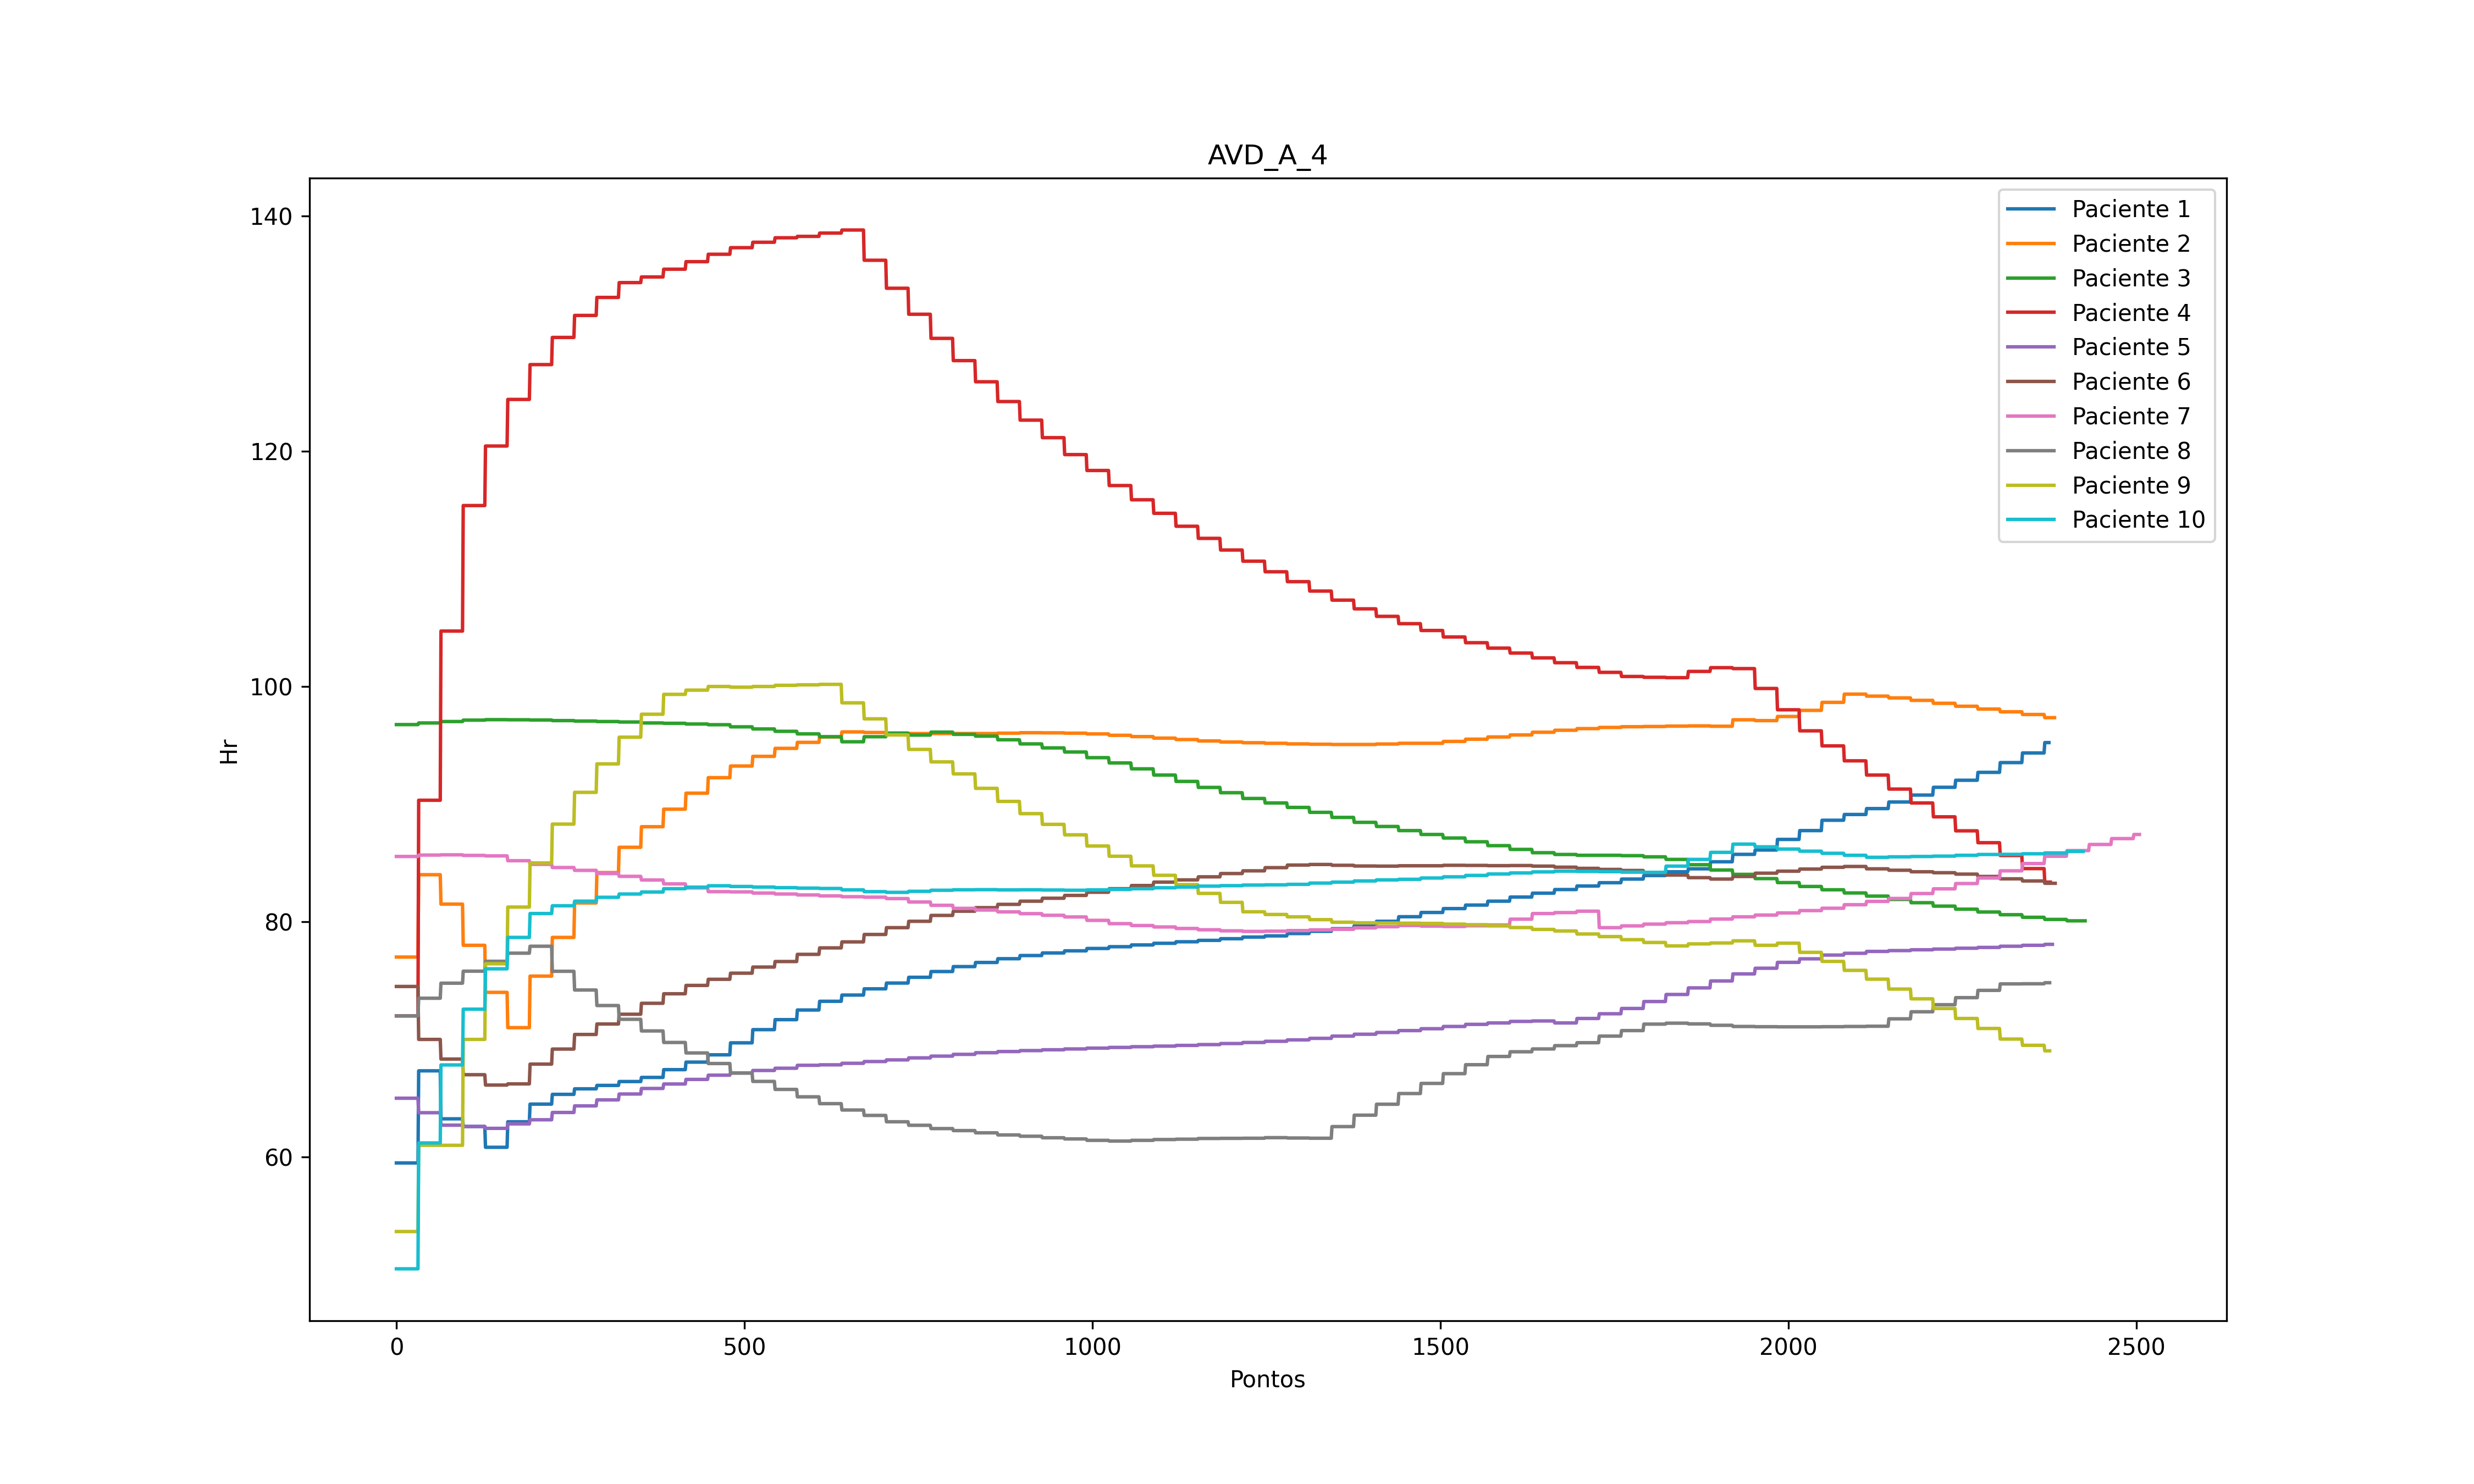 AVD_A_4
Hr
140
120
100
80
60
0 500 1000 1500 2000 2500
Pontos
Paciente 1
Paciente 2
Paciente 3
Paciente 4
Paciente 5
Paciente 6
Paciente 7
Paciente 8
Paciente 9
Paciente 10